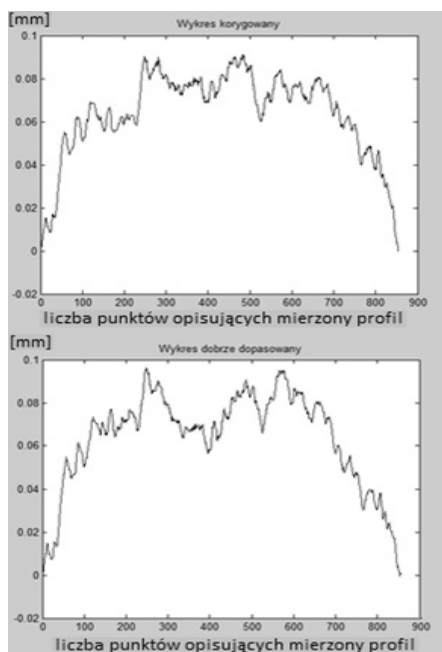 [mm]
Wykres korygowany
0.1
0.08
0.06
0.04
0.02
0
-0.02
0 100 200 300 400 500 600 700 800 900
liczba punktów opisujących mierzony profil
[mm]
Wykres dobrze dopasowany
0.1
0.08
0.06
0.04
0.02
0
-0.02
0 100 200 300 400 500 600 700 800 900
liczba punktów opisujących mierzony profil